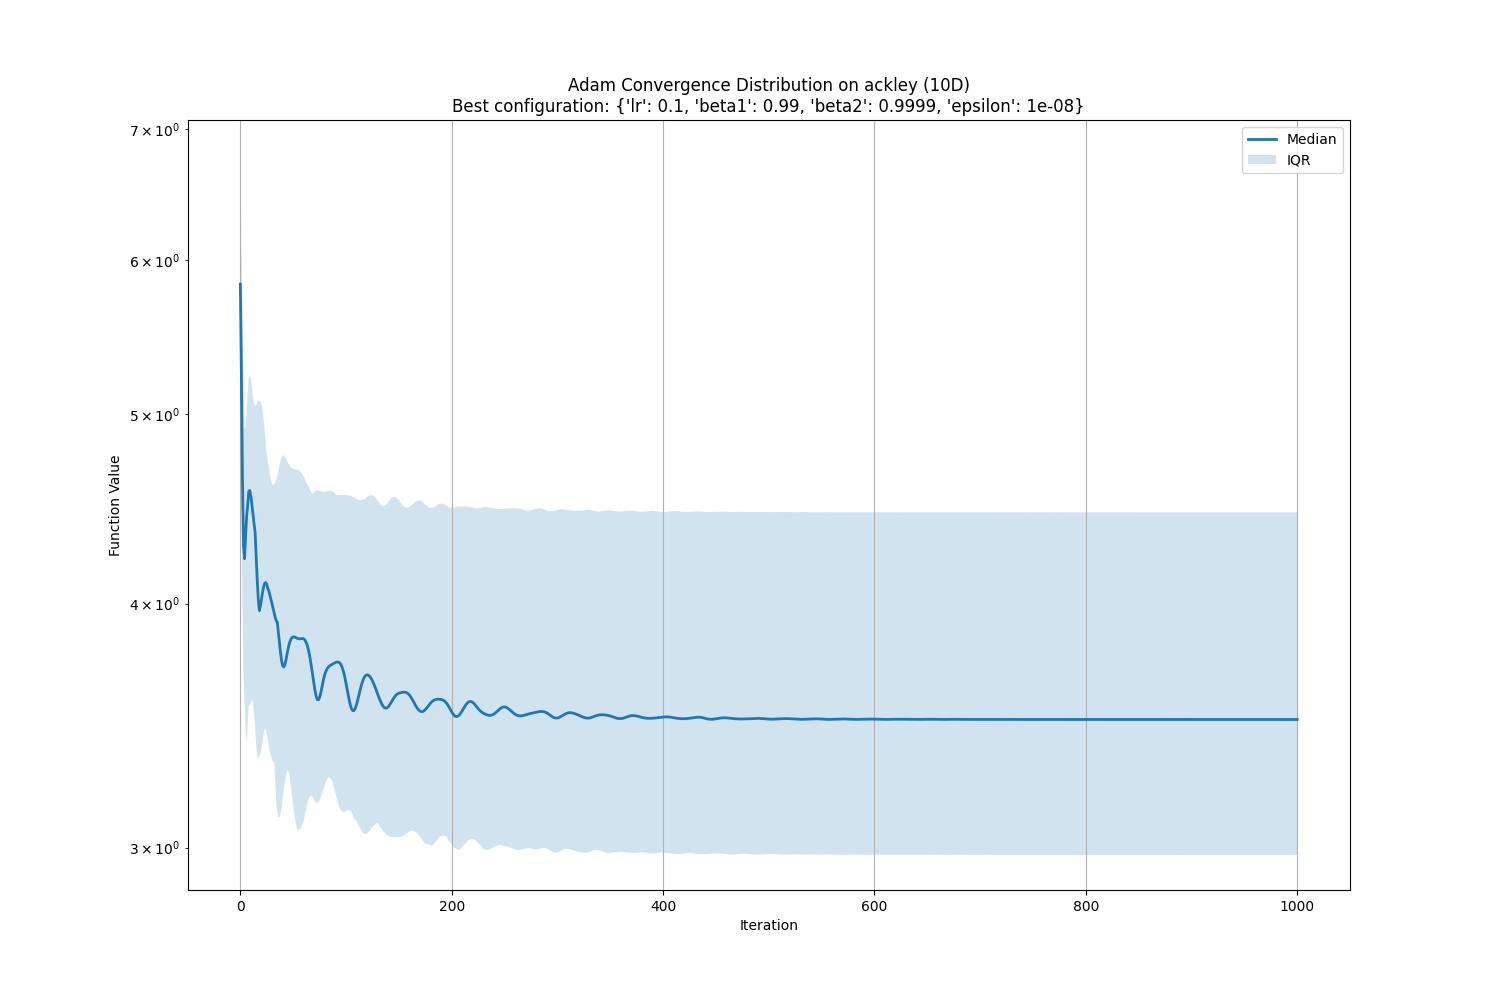 Adam Convergence Distribution on ackley (10D)
Best configuration: {'lr': 0.1, 'beta1': 0.99, 'beta2': 0.9999, 'epsilon': 1e-08}
7 × 10⁰
Median
IQR
6 × 10⁰
5 × 10⁰
Function Value
4 × 10⁰
3 × 10⁰
0 200 400 600 800 1000
Iteration